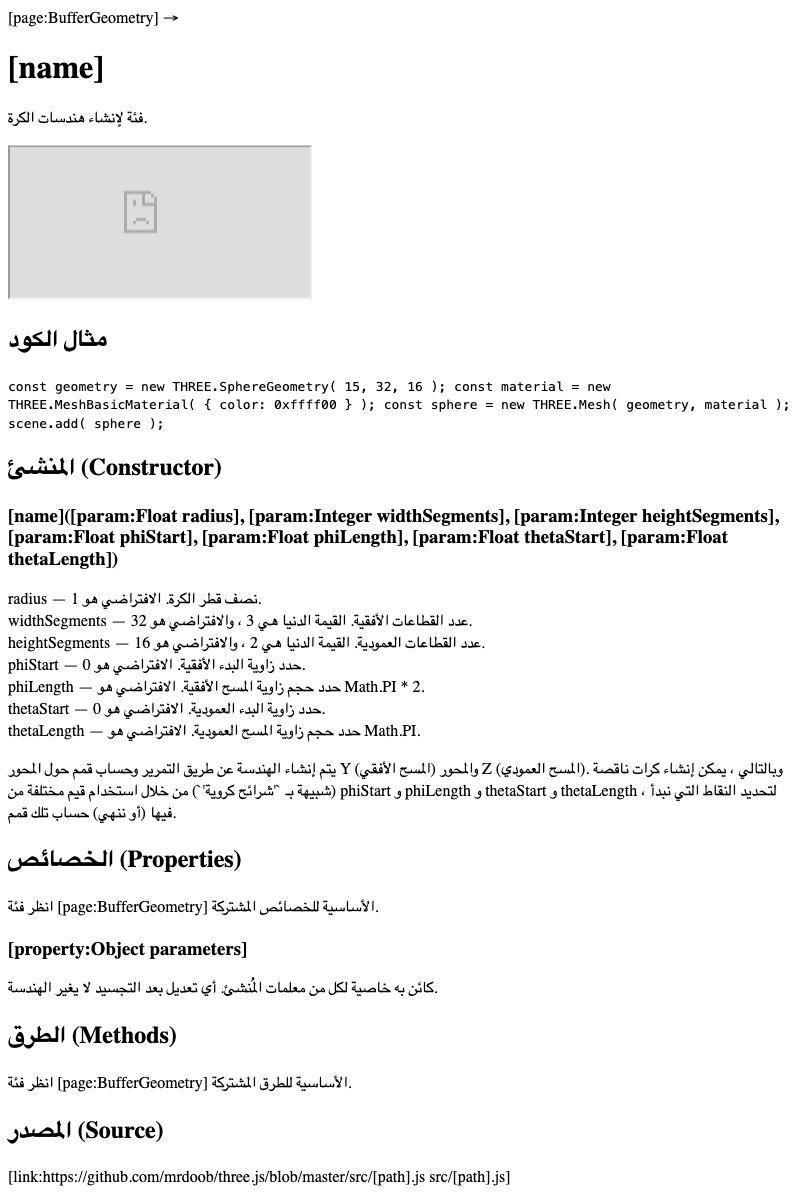 [page:BufferGeometry] →
[name]
فئة لإنشاء هندسات الكرة.
مثال الكود
const geometry = new THREE.SphereGeometry( 15, 32, 16 ); const material = new
THREE.MeshBasicMaterial( { color: 0xffff00 } ); const sphere = new THREE.Mesh( geometry, material );
scene.add( sphere );
المنشئ (Constructor)
[name]([param:Float radius], [param:Integer widthSegments], [param:Integer heightSegments],
[param:Float phiStart], [param:Float phiLength], [param:Float thetaStart], [param:Float
thetaLength])
radius — نصف قطر الكرة. الافتراضي هو 1.
widthSegments — عدد القطاعات الأفقية. القيمة الدنيا هي 3 ، والافتراضي هو 32.
heightSegments — عدد القطاعات العمودية. القيمة الدنيا هي 2 ، والافتراضي هو 16.
phiStart — حدد زاوية البدء الأفقية. الافتراضي هو 0.
phiLength — حدد حجم زاوية المسح الأفقية. الافتراضي هو Math.PI * 2.
thetaStart — حدد زاوية البدء العمودية. الافتراضي هو 0.
thetaLength — حدد حجم زاوية المسح العمودية. الافتراضي هو Math.PI.
يتم إنشاء الهندسة عن طريق التمرير وحساب قمم حول المحور Y (المسح الأفقي) والمحور Z (المسح العمودي). وبالتالي ، يمكن إنشاء كرات ناقصة
(شبيهة بـ `'شرائح كروية'`) من خلال استخدام قيم مختلفة من phiStart و phiLength و thetaStart و thetaLength ، لتحديد النقاط التي نبدأ
فيها (أو ننهي) حساب تلك قمم.
الخصائص (Properties)
انظر فئة [page:BufferGeometry] الأساسية للخصائص المشتركة.
[property:Object parameters]
كائن به خاصية لكل من معلمات المُنشئ. أي تعديل بعد التجسيد لا يغير الهندسة.
الطرق (Methods)
انظر فئة [page:BufferGeometry] الأساسية للطرق المشتركة.
المصدر (Source)
[link:https://github.com/mrdoob/three.js/blob/master/src/[path].js src/[path].js]